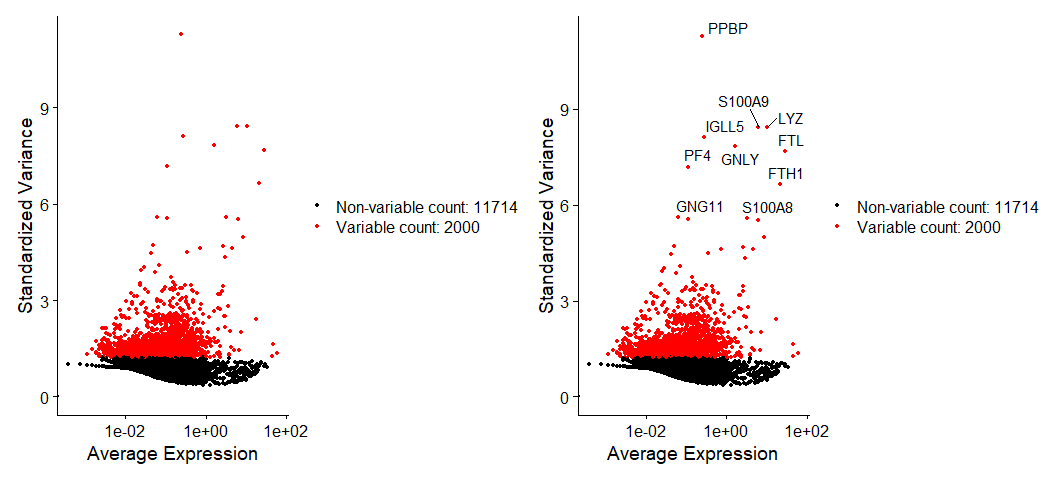 Standardized Variance
9
6
3
0
1e-02 1e+00 1e+02
Average Expression
Non-variable count: 11714
Variable count: 2000
Standardized Variance
9
6
3
0
PPBP
S100A9
LYZ
IGLL5
FTL
PF4
GNLY
FTH1
GNG11
S100A8
1e-02 1e+00 1e+02
Average Expression
Non-variable count: 11714
Variable count: 2000